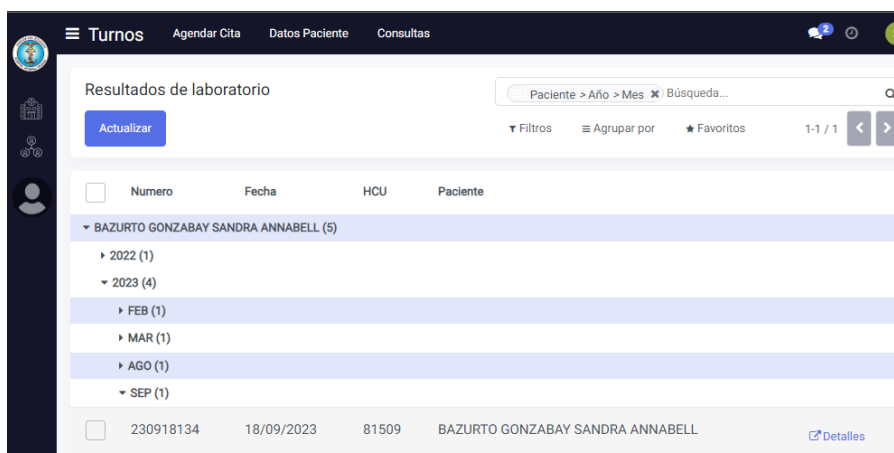 Turnos Agendar Cita Datos Paciente Consultas 2
Resultados de laboratorio
Paciente > Año > Mes Búsqueda...
Actualizar
Filtros Agrupar por Favoritos 1-1 / 1
Numero Fecha HCU Paciente
BAZURTO GONZABAY SANDRA ANNABELL (5)
2022 (1)
2023 (4)
FEB (1)
MAR (1)
AGO (1)
SEP (1)
230918134 18/09/2023 81509 BAZURTO GONZABAY SANDRA ANNABELL Detalles